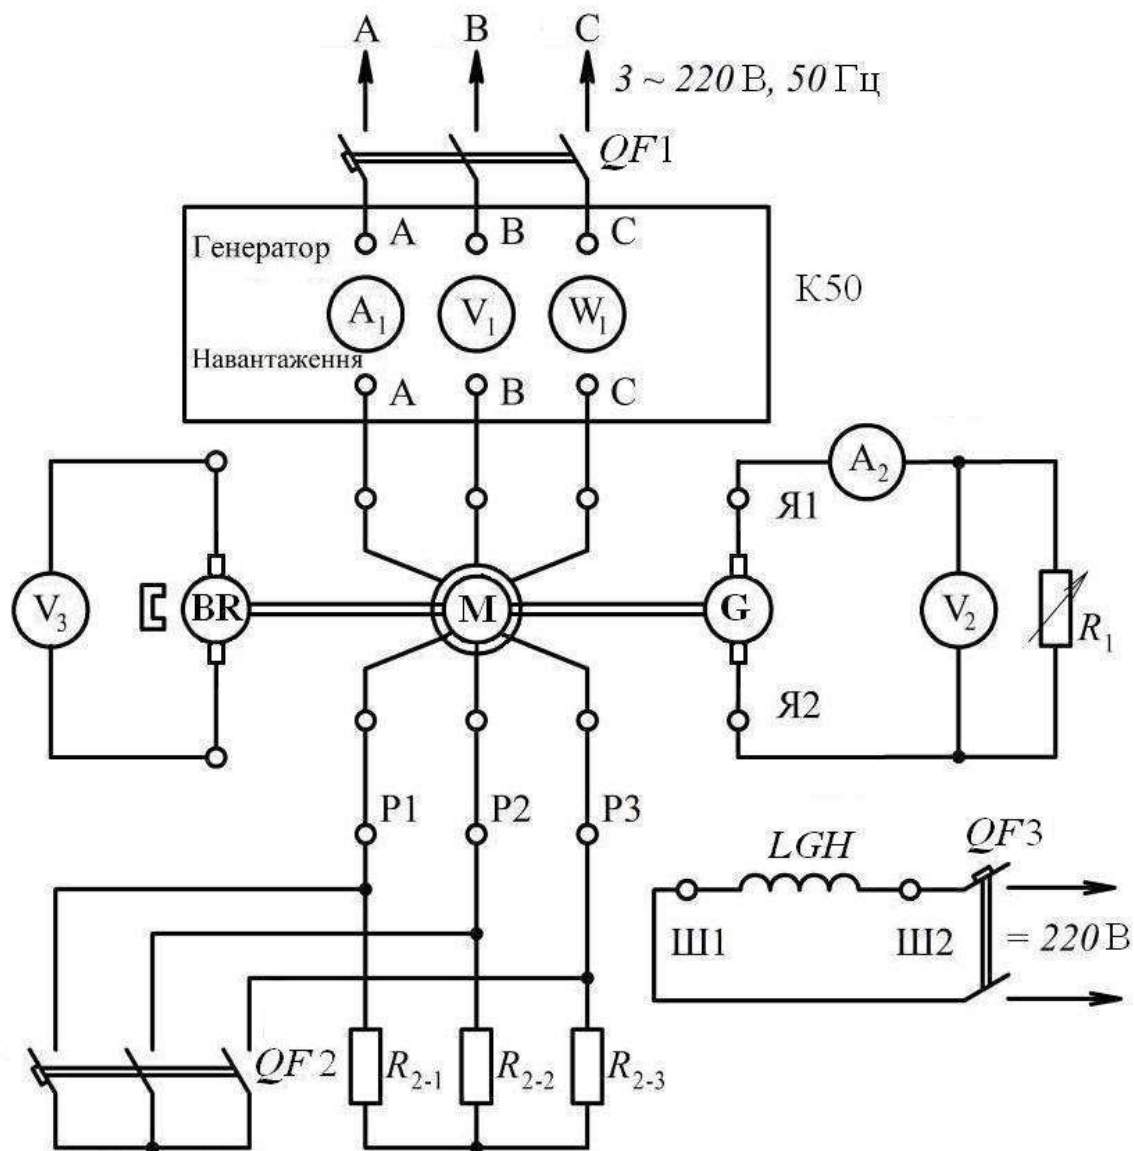 A B C
3 ~ 220 В, 50 Гц
QF1
Генератор A B C
K50
A1 V1 W1
Навантаження
A B C
A2
Я1
V3 BR M G V2 R1
Я2
P1 P2 P3
LGH QF3
Ш1 Ш2 = 220 В
QF2 R2-1 R2-2 R2-3